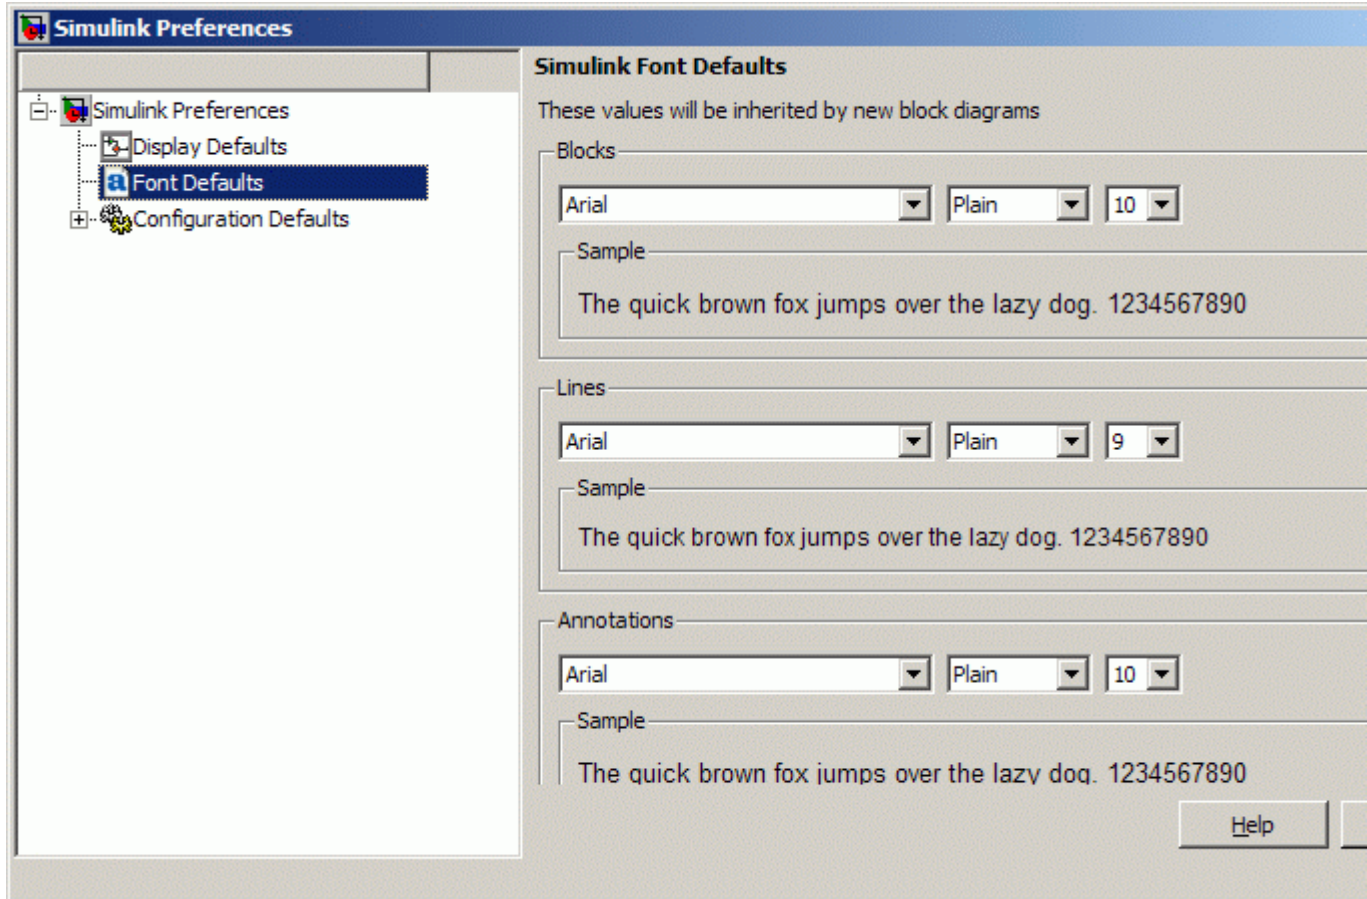 Simulink Preferences
Simulink Preferences
Display Defaults
Font Defaults
Configuration Defaults
Simulink Font Defaults
These values will be inherited by new block diagrams
Blocks
Arial Plain 10
Sample
The quick brown fox jumps over the lazy dog. 1234567890
Lines
Arial Plain 9
Sample
The quick brown fox jumps over the lazy dog. 1234567890
Annotations
Arial Plain 10
Sample
The quick brown fox jumps over the lazy dog. 1234567890
Help